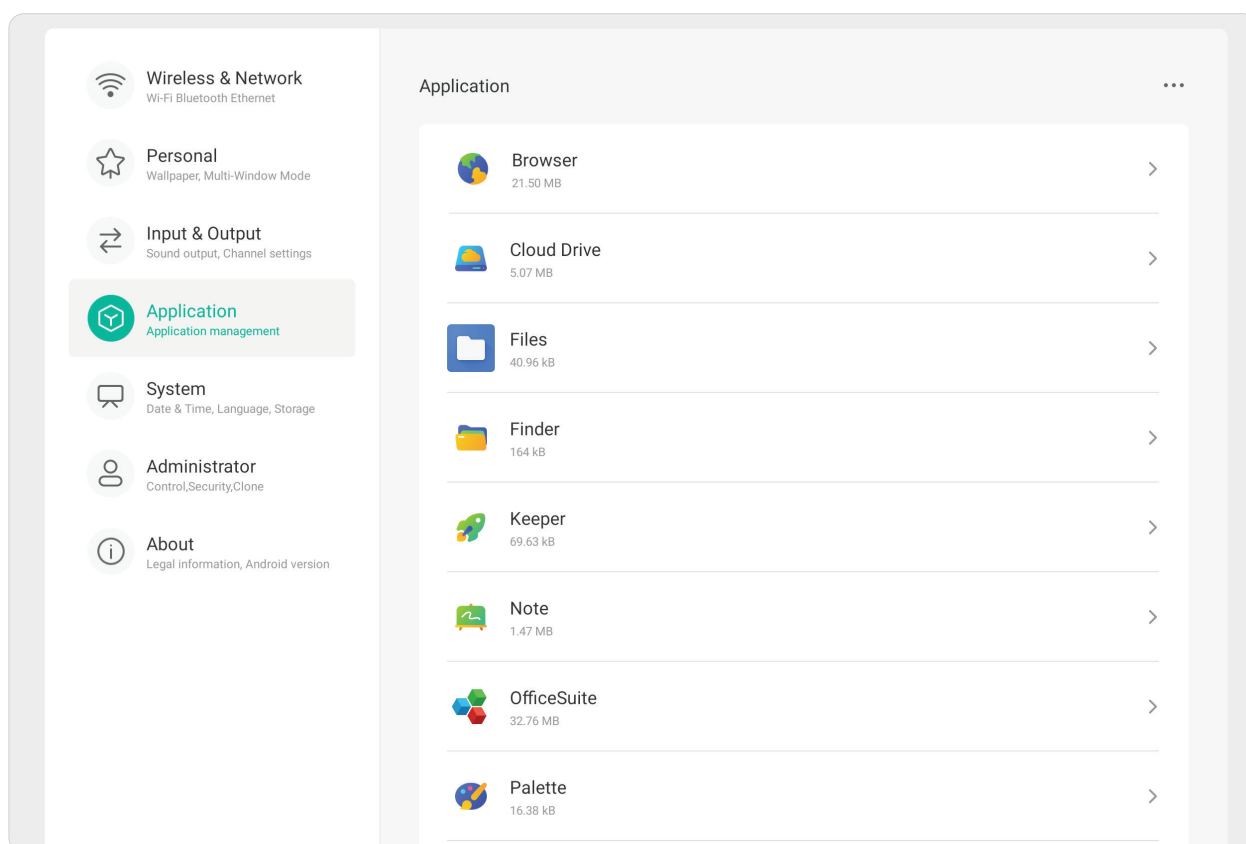 Wireless & Network
Wi-Fi Bluetooth Ethernet
Personal
Wallpaper, Multi-Window Mode
Input & Output
Sound output, Channel settings
Application
Application management
System
Date & Time, Language, Storage
Administrator
Control,Security,Clone
About
Legal information, Android version
Application
Browser
21.50 MB
Cloud Drive
5.07 MB
Files
40.96 kB
Finder
164 kB
Keeper
69.63 kB
Note
1.47 MB
OfficeSuite
32.76 MB
Palette
16.38 kB